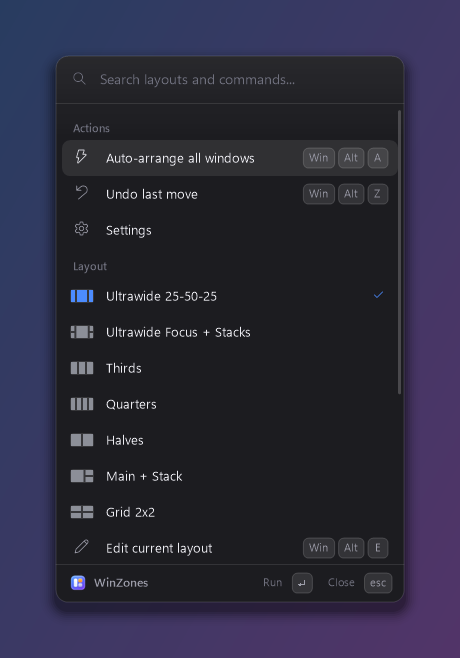 Search layouts and commands...
Actions
Auto-arrange all windows Win Alt A
Undo last move Win Alt Z
Settings
Layout
Ultrawide 25-50-25
Ultrawide Focus + Stacks
Thirds
Quarters
Halves
Main + Stack
Grid 2x2
Edit current layout Win Alt E
WinZones Run Close esc